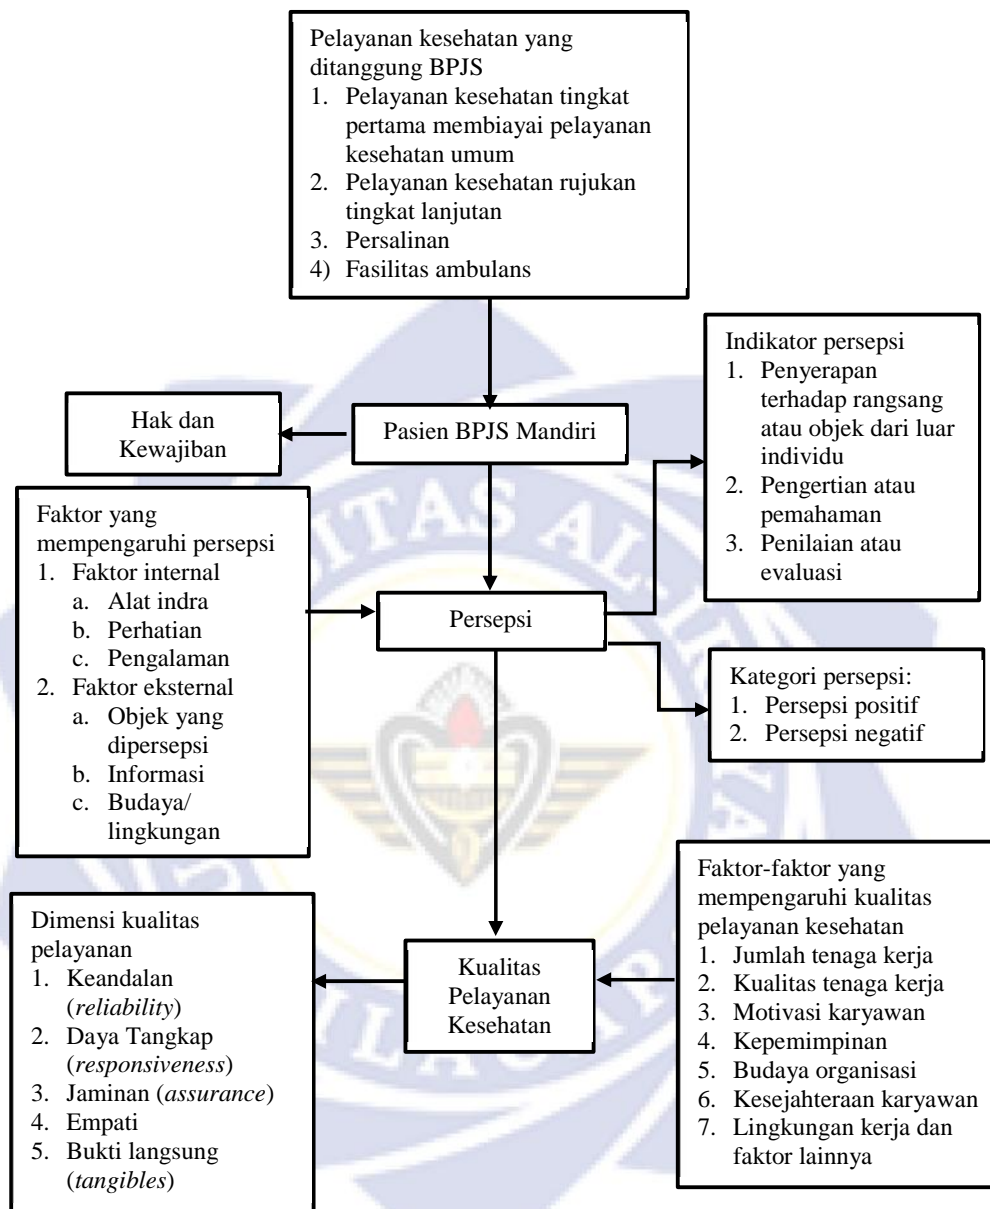 Pelayanan kesehatan yang
ditanggung BPJS
1. Pelayanan kesehatan tingkat
pertama membiayai pelayanan
kesehatan umum
2. Pelayanan kesehatan rujukan
tingkat lanjutan
3. Persalinan
4) Fasilitas ambulans
Hak dan
Kewajiban
Pasien BPJS Mandiri
Indikator persepsi
1. Penyerapan
terhadap rangsang
atau objek dari luar
individu
2. Pengertian atau
pemahaman
3. Penilaian atau
evaluasi
Faktor yang
mempengaruhi persepsi
1. Faktor internal
a. Alat indra
b. Perhatian
c. Pengalaman
2. Faktor eksternal
a. Objek yang
dipersepsi
b. Informasi
c. Budaya/
lingkungan
Persepsi
Kategori persepsi:
1. Persepsi positif
2. Persepsi negatif
Dimensi kualitas
pelayanan
1. Keandalan
(reliability)
2. Daya Tangkap
(responsiveness)
3. Jaminan (assurance)
4. Empati
5. Bukti langsung
(tangibles)
Kualitas
Pelayanan
Kesehatan
Faktor-faktor yang
mempengaruhi kualitas
pelayanan kesehatan
1. Jumlah tenaga kerja
2. Kualitas tenaga kerja
3. Motivasi karyawan
4. Kepemimpinan
5. Budaya organisasi
6. Kesejahteraan karyawan
7. Lingkungan kerja dan
faktor lainnya